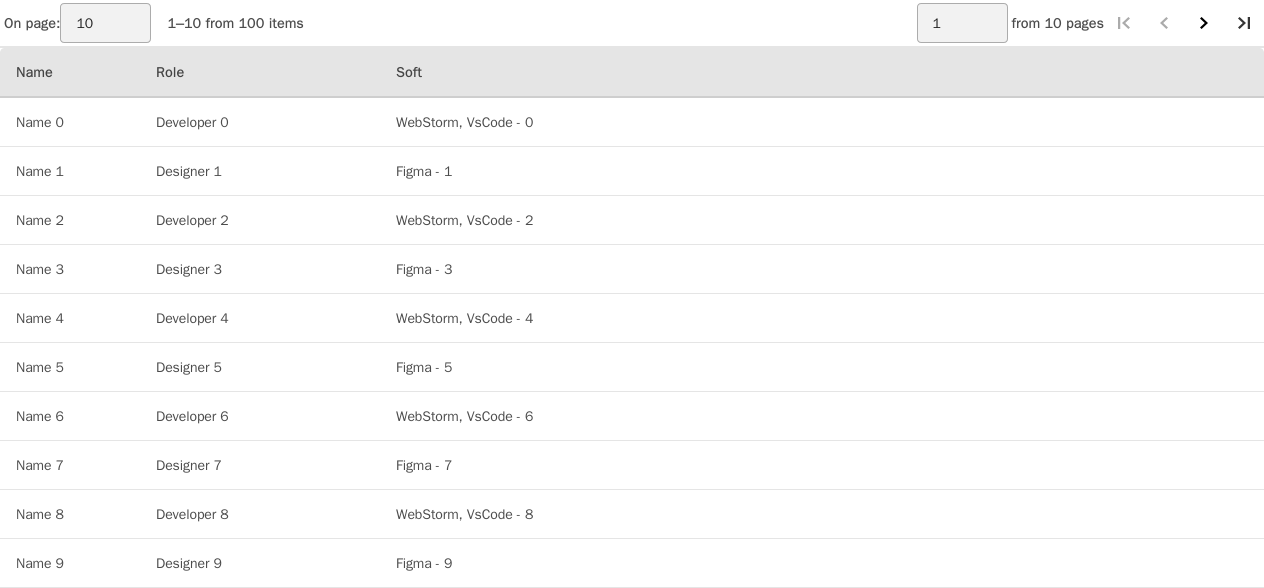 On page: 10 1–10 from 100 items 1 from 10 pages
Name Role Soft
Name 0 Developer 0 WebStorm, VsCode - 0
Name 1 Designer 1 Figma - 1
Name 2 Developer 2 WebStorm, VsCode - 2
Name 3 Designer 3 Figma - 3
Name 4 Developer 4 WebStorm, VsCode - 4
Name 5 Designer 5 Figma - 5
Name 6 Developer 6 WebStorm, VsCode - 6
Name 7 Designer 7 Figma - 7
Name 8 Developer 8 WebStorm, VsCode - 8
Name 9 Designer 9 Figma - 9